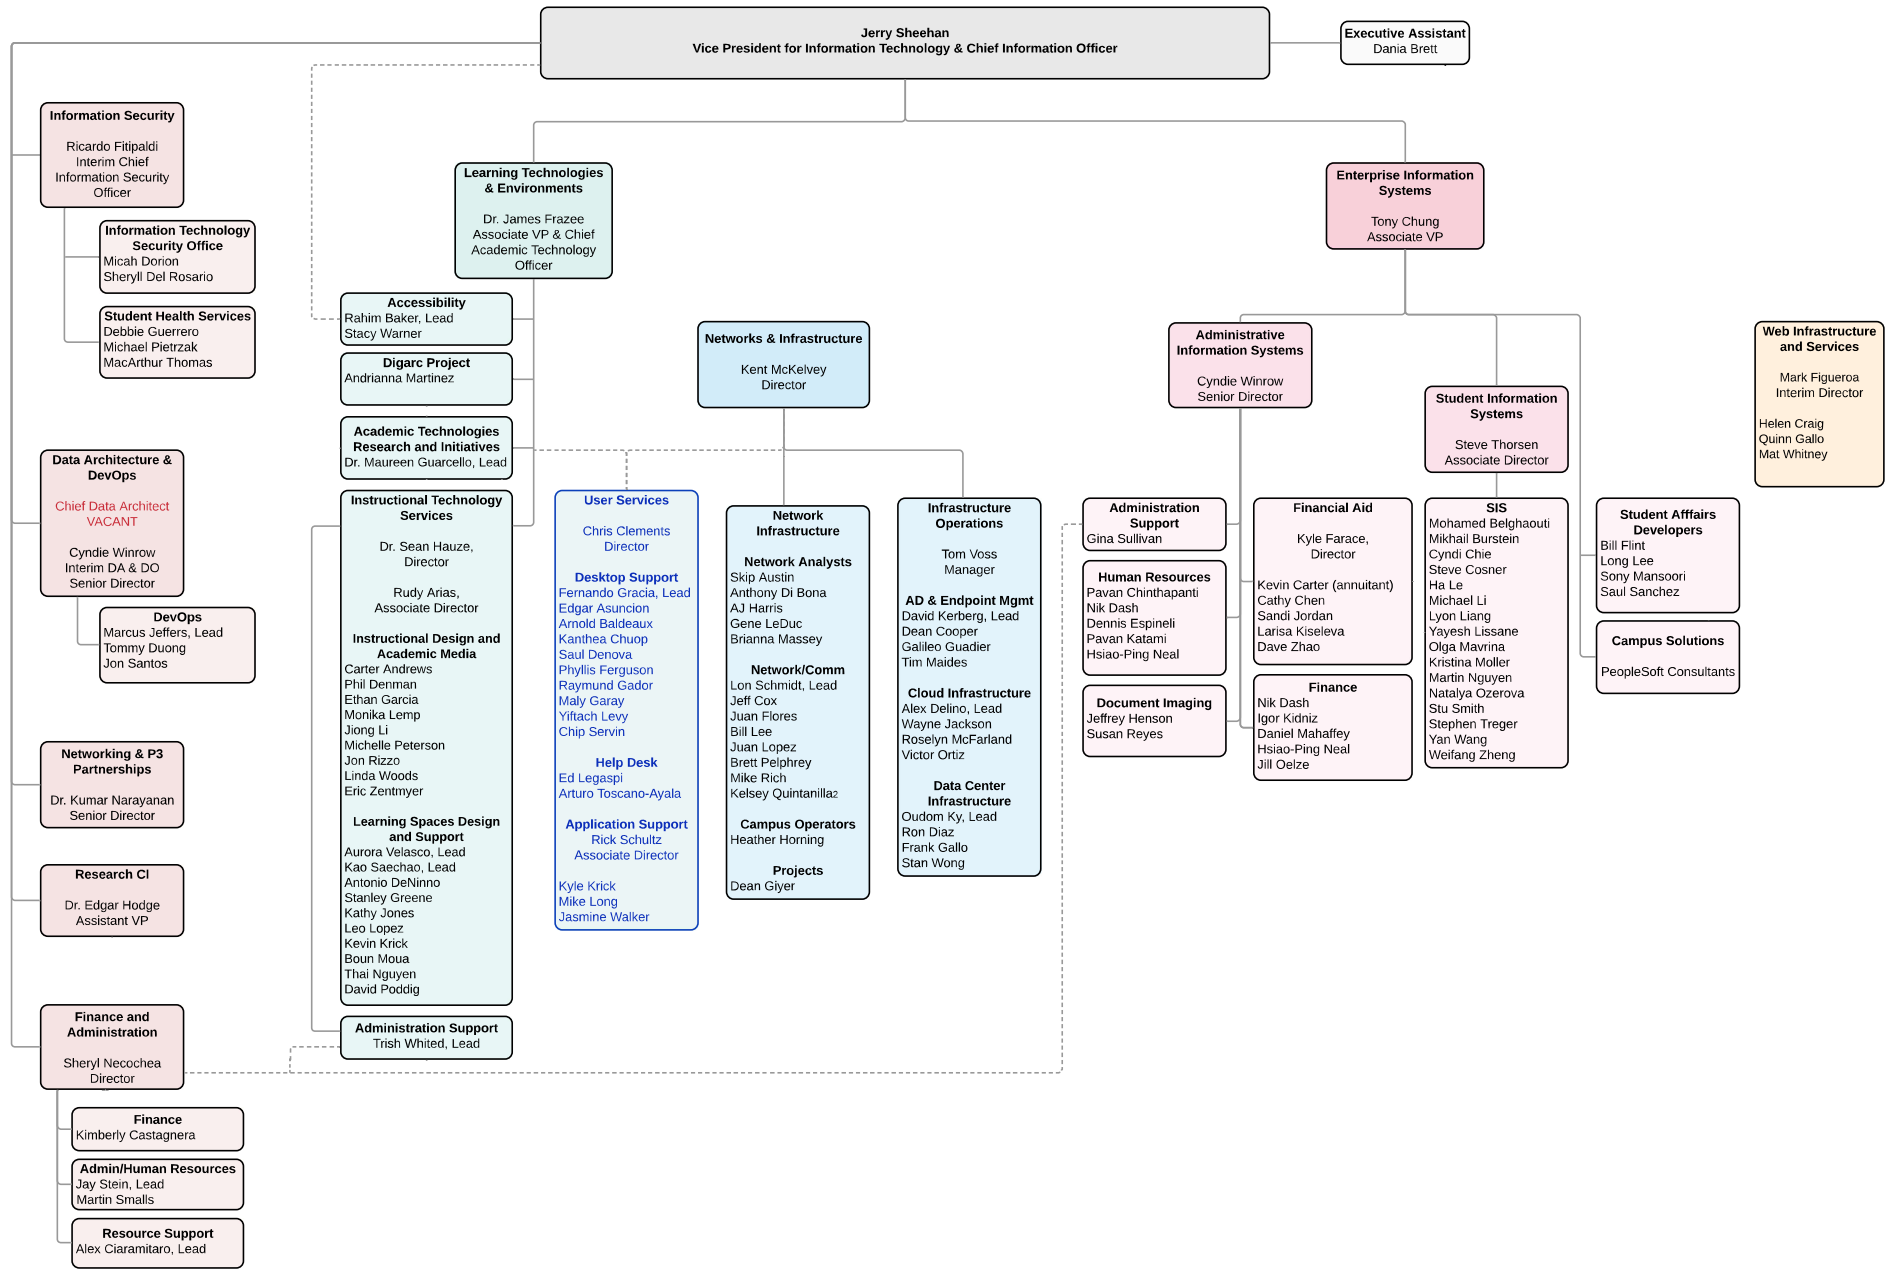 Jerry Sheehan
Vice President for Information Technology & Chief Information Officer
Executive Assistant
Dania Brett
Information Security
Ricardo Fitipaldi
Interim Chief
Information Security
Officer
Information Technology
Security Office
Micah Dorion
Sheryll Del Rosario
Student Health Services
Debbie Guerrero
Michael Pietrzak
MacArthur Thomas
Data Architecture &
DevOps
Chief Data Architect
VACANT
Cyndie Winrow
Interim DA & DO
Senior Director
DevOps
Marcus Jeffers, Lead
Tommy Duong
Jon Santos
Networking & P3
Partnerships
Dr. Kumar Narayanan
Senior Director
Research CI
Dr. Edgar Hodge
Assistant VP
Finance and
Administration
Sheryl Necochea
Director
Finance
Kimberly Castagnera
Admin/Human Resources
Jay Stein, Lead
Martin Smalls
Resource Support
Alex Ciaramitaro, Lead
Learning Technologies
& Environments
Dr. James Frazee
Associate VP & Chief
Academic Technology
Officer
Accessibility
Rahim Baker, Lead
Stacy Warner
Digarc Project
Andrianna Martinez
Academic Technologies
Research and Initiatives
Dr. Maureen Guarcello, Lead
Instructional Technology
Services
Dr. Sean Hauze,
Director
Rudy Arias,
Associate Director
Instructional Design and
Academic Media
Carter Andrews
Phil Denman
Ethan Garcia
Monika Lemp
Jiong Li
Michelle Peterson
Jon Rizzo
Linda Woods
Eric Zentmyer
Learning Spaces Design
and Support
Aurora Velasco, Lead
Kao Saechao, Lead
Antonio DeNinno
Stanley Greene
Kathy Jones
Leo Lopez
Kevin Krick
Boun Moua
Thai Nguyen
David Poddig
Administration Support
Trish Whited, Lead
User Services
Chris Clements
Director
Desktop Support
Fernando Gracia, Lead
Edgar Asuncion
Arnold Baldeaux
Kanthea Chuop
Saul Denova
Phyllis Ferguson
Raymund Gador
Maly Garay
Yiftach Levy
Chip Servin
Help Desk
Ed Legaspi
Arturo Toscano-Ayala
Application Support
Rick Schultz
Associate Director
Kyle Krick
Mike Long
Jasmine Walker
Networks & Infrastructure
Kent McKelvey
Director
Network
Infrastructure
Network Analysts
Skip Austin
Anthony Di Bona
AJ Harris
Gene LeDuc
Brianna Massey
Network/Comm
Lon Schmidt, Lead
Jeff Cox
Juan Flores
Bill Lee
Juan Lopez
Brett Pelphrey
Mike Rich
Kelsey Quintanilla2
Campus Operators
Heather Horning
Projects
Dean Giyer
Infrastructure
Operations
Tom Voss
Manager
AD & Endpoint Mgmt
David Kerberg, Lead
Dean Cooper
Galileo Guadier
Tim Maides
Cloud Infrastructure
Alex Delino, Lead
Wayne Jackson
Roselyn McFarland
Victor Ortiz
Data Center
Infrastructure
Oudom Ky, Lead
Ron Diaz
Frank Gallo
Stan Wong
Enterprise Information
Systems
Tony Chung
Associate VP
Administrative
Information Systems
Cyndie Winrow
Senior Director
Administration
Support
Gina Sullivan
Human Resources
Pavan Chinthapanti
Nik Dash
Dennis Espineli
Pavan Katami
Hsiao-Ping Neal
Document Imaging
Jeffrey Henson
Susan Reyes
Financial Aid
Kyle Farace,
Director
Kevin Carter (annuitant)
Cathy Chen
Sandi Jordan
Larisa Kiseleva
Dave Zhao
Finance
Nik Dash
Igor Kidniz
Daniel Mahaffey
Hsiao-Ping Neal
Jill Oelze
Student Information
Systems
Steve Thorsen
Associate Director
SIS
Mohamed Belghaouti
Mikhail Burstein
Cyndi Chie
Steve Cosner
Ha Le
Michael Li
Lyon Liang
Yayesh Lissane
Olga Mavrina
Kristina Moller
Martin Nguyen
Natalya Ozerova
Stu Smith
Stephen Treger
Yan Wang
Weifang Zheng
Student Afffairs
Developers
Bill Flint
Long Lee
Sony Mansoori
Saul Sanchez
Campus Solutions
PeopleSoft Consultants
Web Infrastructure
and Services
Mark Figueroa
Interim Director
Helen Craig
Quinn Gallo
Mat Whitney